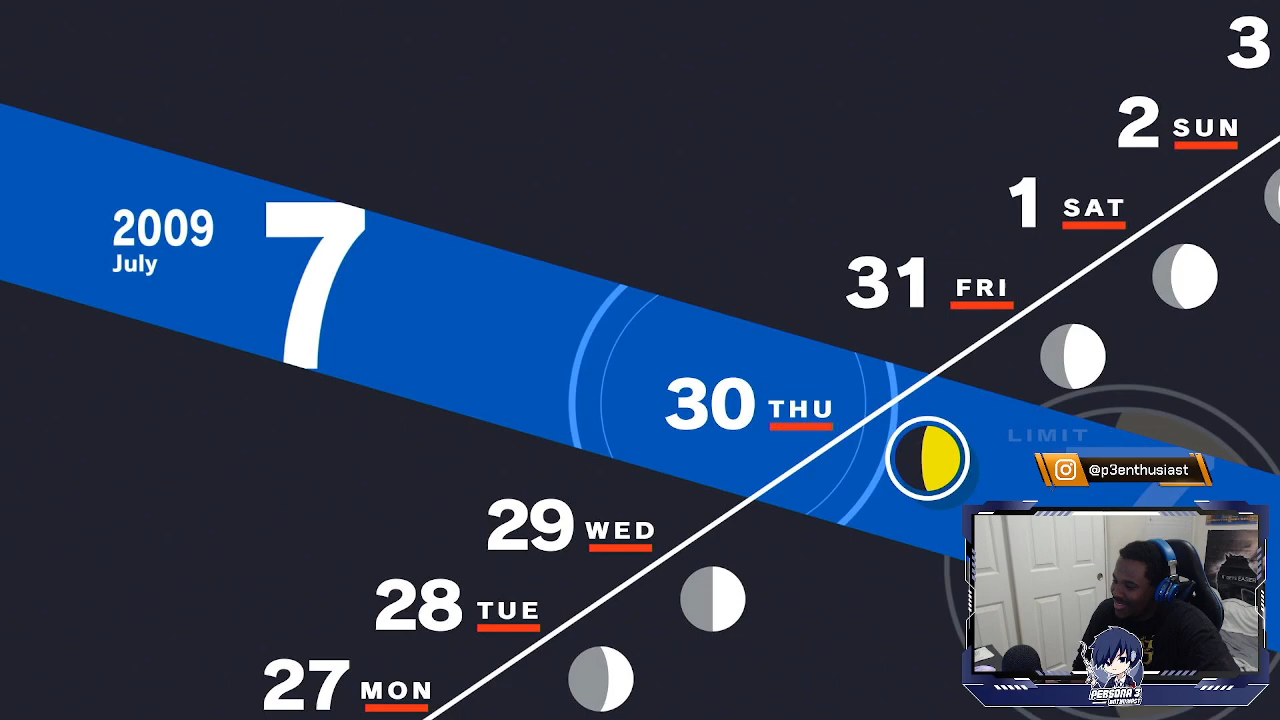 3
2 SUN
1 SAT
31 FRI
2009
July
7
30 THU
LIMIT
@p3enthusiast
29 WED
28 TUE
27 MON
PERSONA 3
ENTHUSIAST